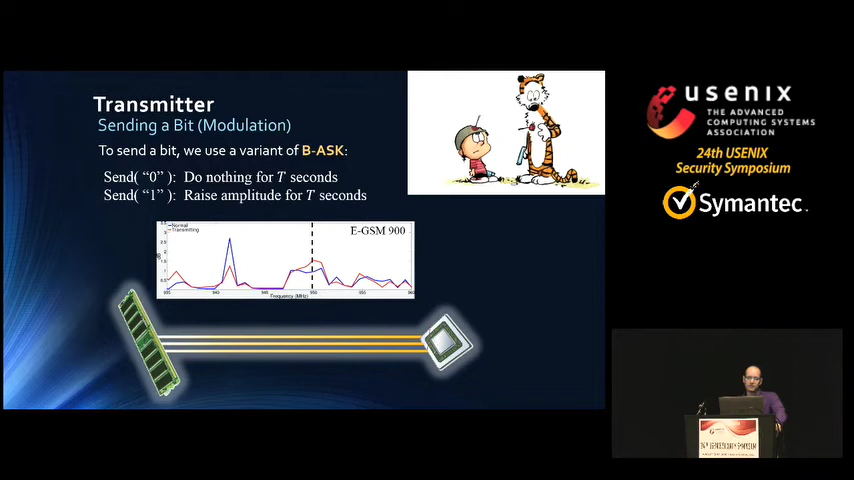 Transmitter
Sending a Bit (Modulation)
To send a bit, we use a variant of B-ASK:
Send( “0” ): Do nothing for T seconds
Send( “1” ): Raise amplitude for T seconds
Normal
Transmitting
E-GSM 900
dB
Frequency (MHz)
usenix
THE ADVANCED
COMPUTING SYSTEMS
ASSOCIATION
24th USENIX
Security Symposium
Symantec.